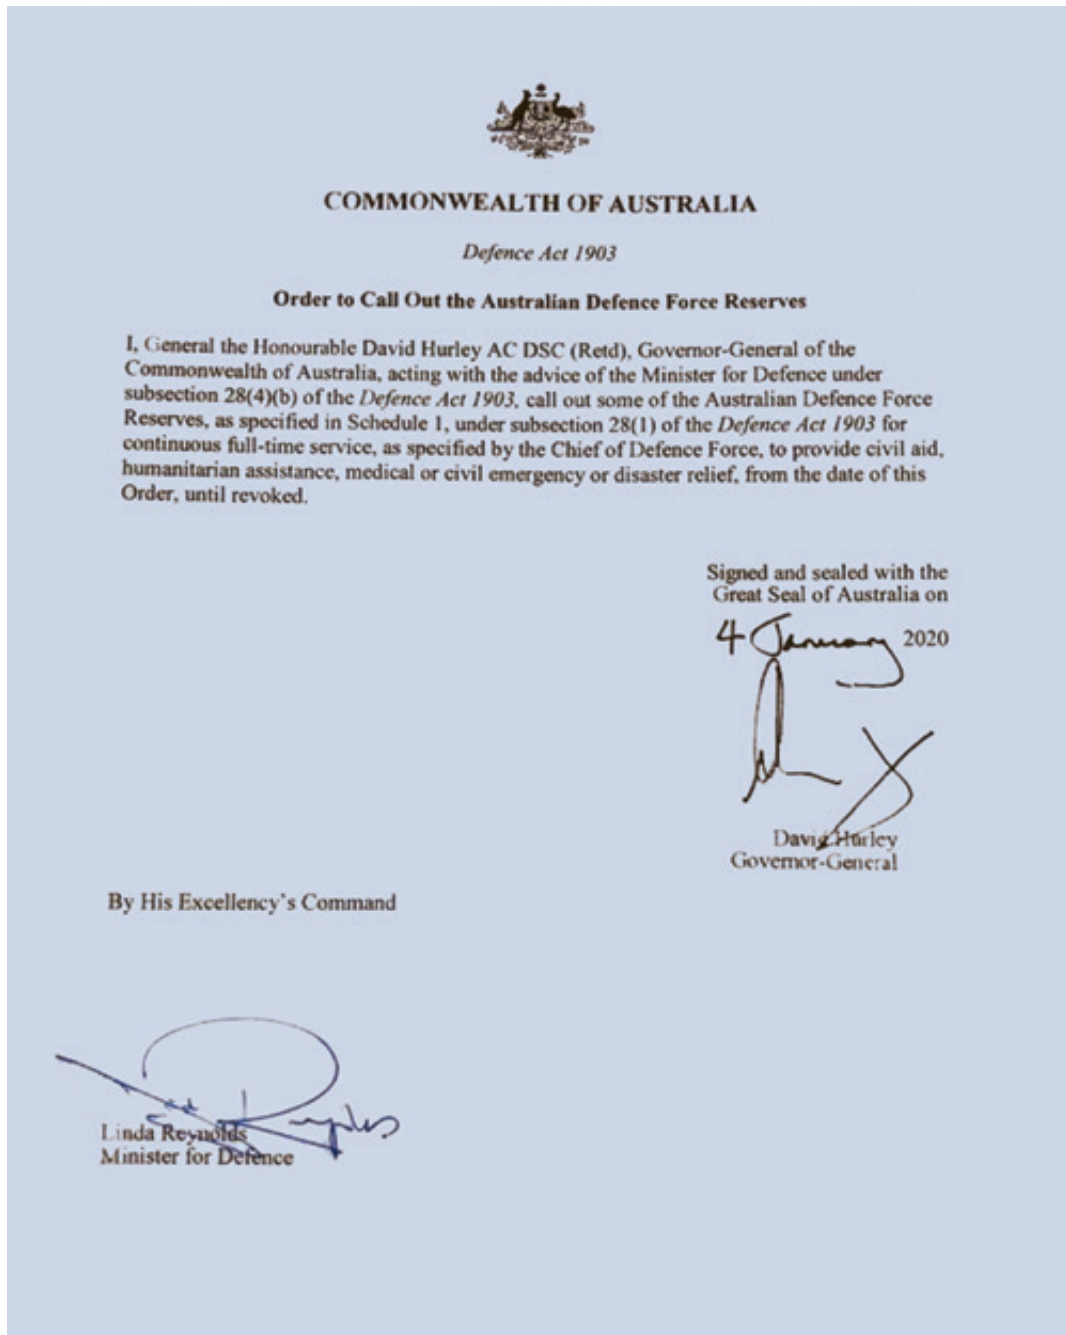 COMMONWEALTH OF AUSTRALIA
Defence Act 1903
Order to Call Out the Australian Defence Force Reserves
I, General the Honourable David Hurley AC DSC (Retd), Governor-General of the
Commonwealth of Australia, acting with the advice of the Minister for Defence under
subsection 28(4)(b) of the Defence Act 1903, call out some of the Australian Defence Force
Reserves, as specified in Schedule 1, under subsection 28(1) of the Defence Act 1903 for
continuous full-time service, as specified by the Chief of Defence Force, to provide civil aid,
humanitarian assistance, medical or civil emergency or disaster relief, from the date of this
Order, until revoked.
Signed and sealed with the
Great Seal of Australia on
4 January 2020
David Hurley
Governor-General
By His Excellency's Command
Linda Reynolds
Minister for Defence